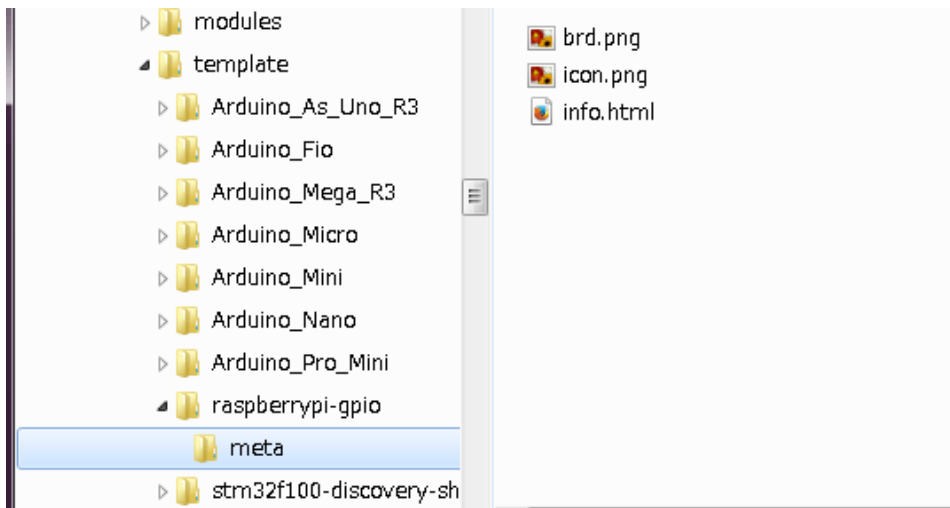 modules
template
Arduino_As_Uno_R3
Arduino_Fio
Arduino_Mega_R3
Arduino_Micro
Arduino_Mini
Arduino_Nano
Arduino_Pro_Mini
raspberrypi-gpio
meta
stm32f100-discovery-sh
brd.png
icon.png
info.html